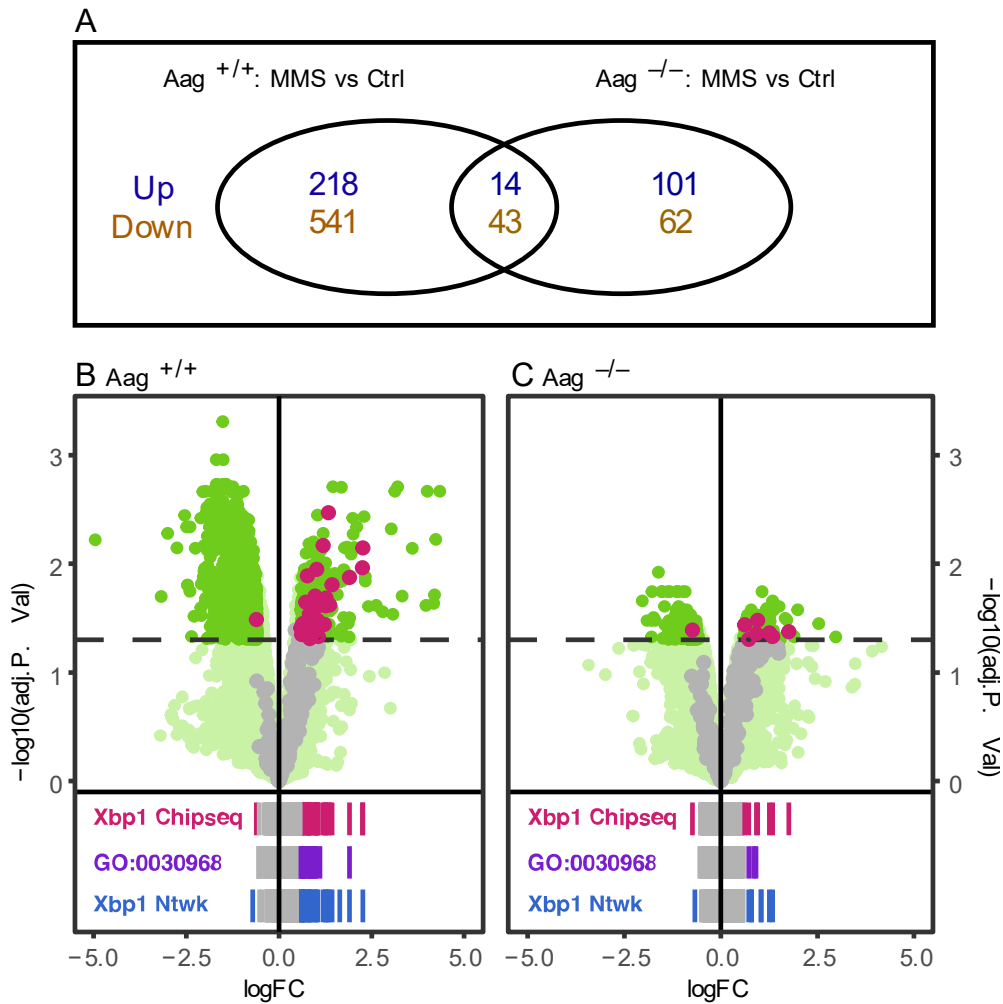 A
Aag +/+: MMS vs Ctrl
Aag −/−: MMS vs Ctrl
Up 218 14 101
Down 541 43 62
B Aag +/+
C Aag −/−
3
2
1
0
−log10(adj.P. Val)
3
2
1
0
−log10(adj.P. Val)
Xbp1 Chipseq
GO:0030968
Xbp1 Ntwk
Xbp1 Chipseq
GO:0030968
Xbp1 Ntwk
−5.0 −2.5 0.0 2.5 5.0
−5.0 −2.5 0.0 2.5 5.0
logFC
logFC